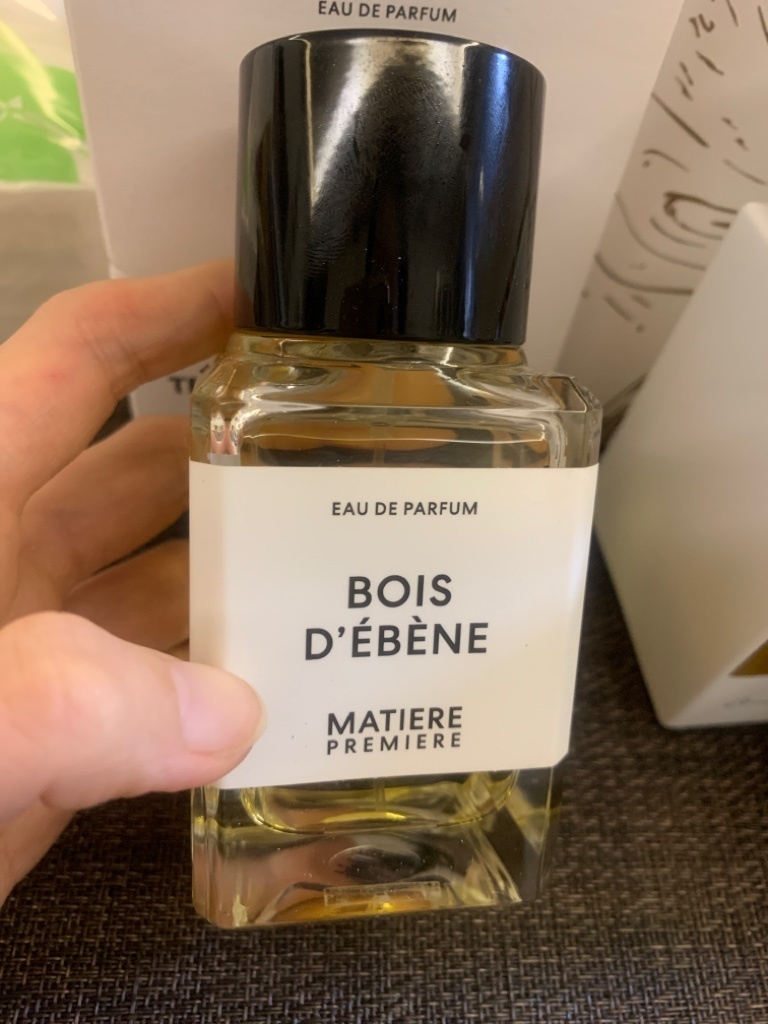 EAU DE PARFUM
EAU DE PARFUM
BOIS
D'ÉBÈNE
MATIERE
PREMIERE